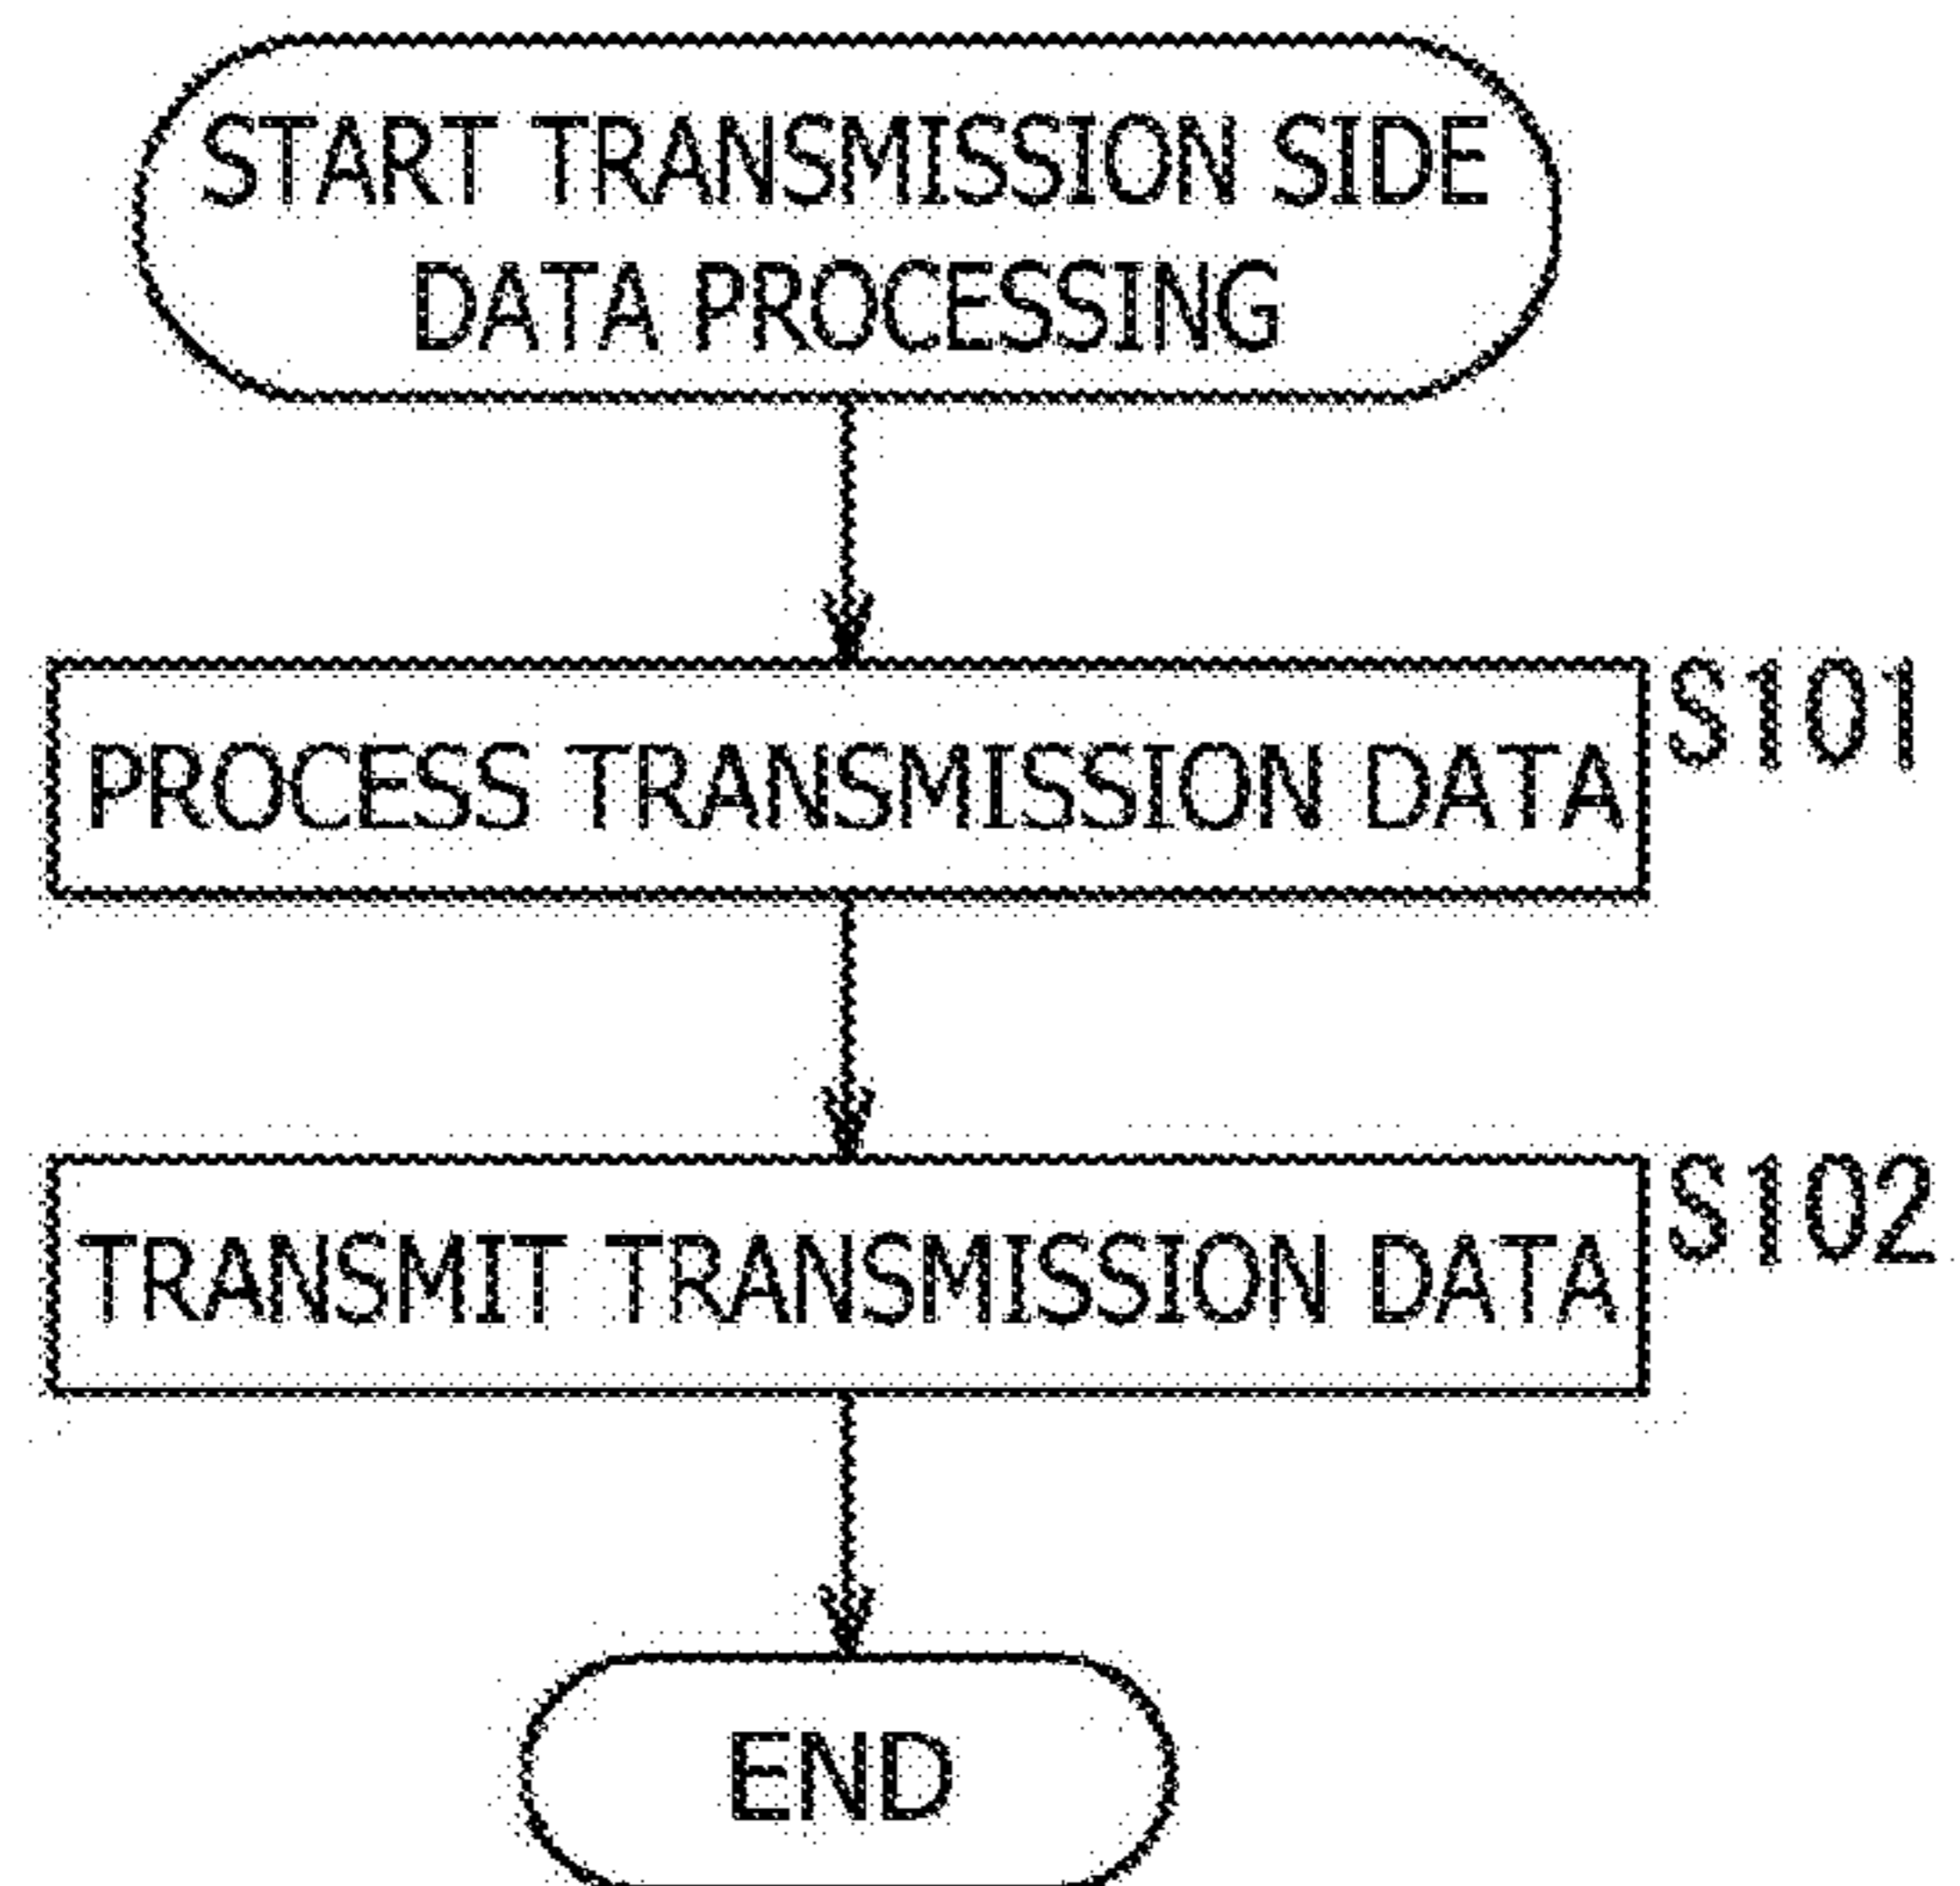 START TRANSMISSION SIDE
DATA PROCESSING
S101
PROCESS TRANSMISSION DATA
S102
TRANSMIT TRANSMISSION DATA
END